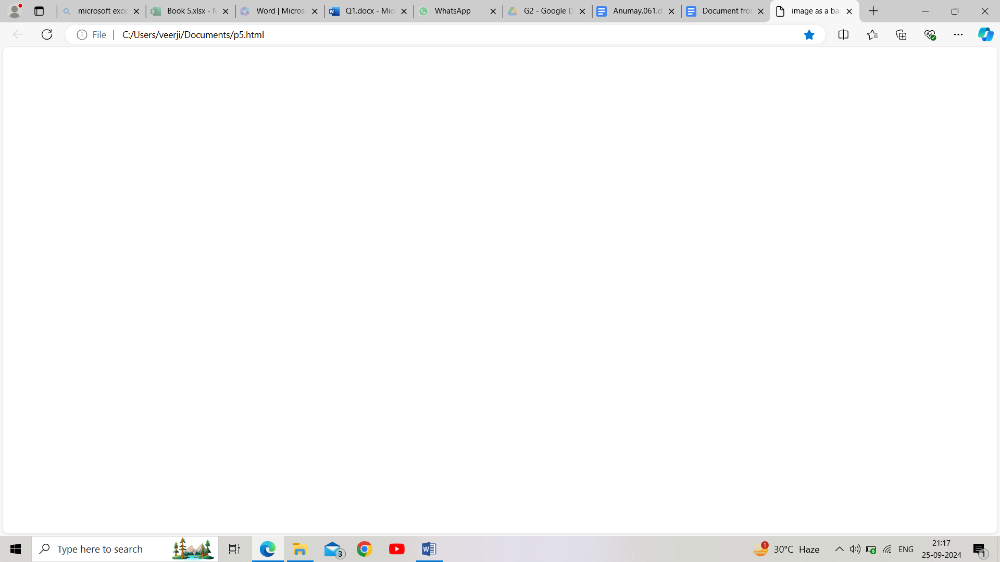 microsoft exce
Book 5.xlsx - M
Word | Micros
Q1.docx - Mic
WhatsApp
G2 - Google D
Anumay.061.d
Document fro
image as a ba
File
C:/Users/veerji/Documents/p5.html
Type here to search
3
1
30°C Haze
ENG
21:17
25-09-2024
1